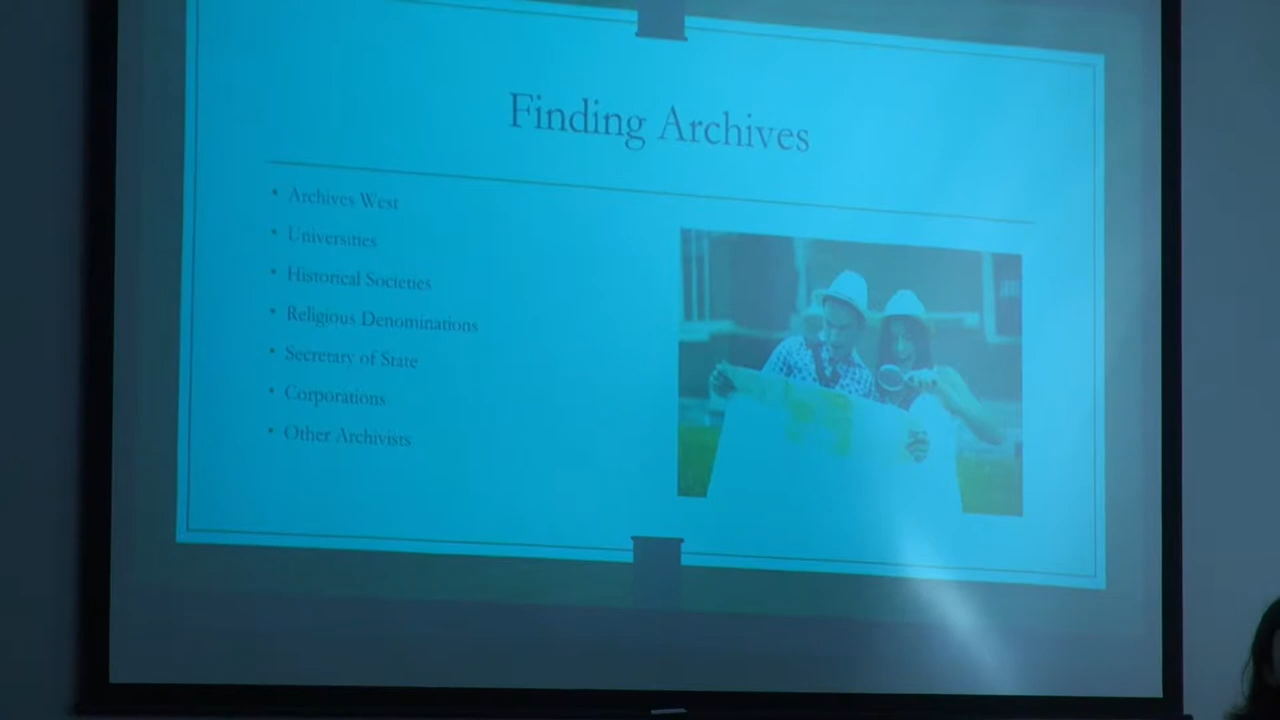 Finding Archives
• Archives West
• Universities
• Historical Societies
• Religious Denominations
• Secretary of State
• Corporations
• Other Archivists